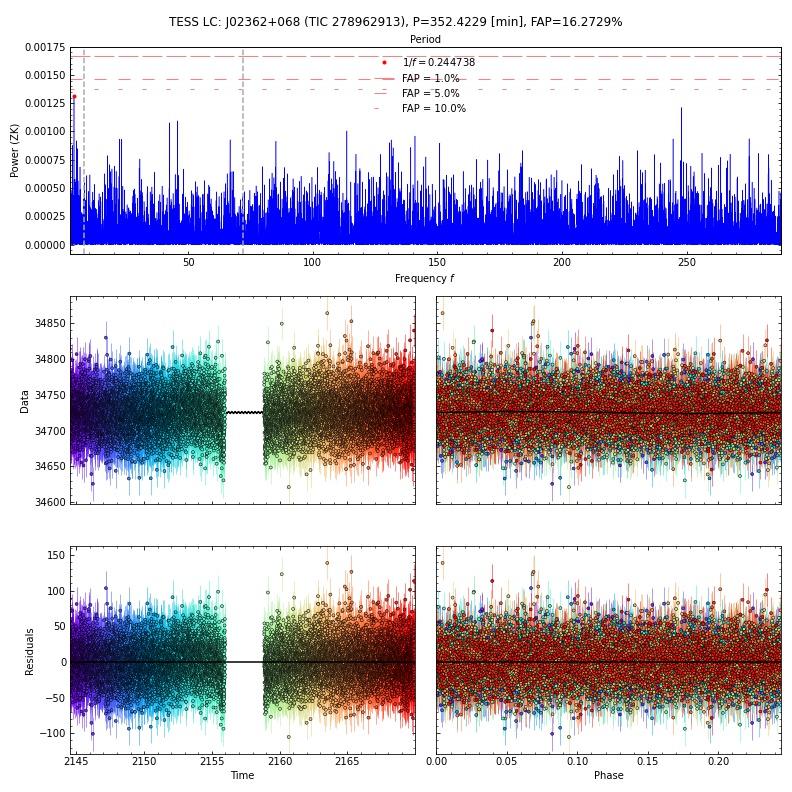 TESS LC: J02362+068 (TIC 278962913), P=352.4229 [min], FAP=16.2729%
Period
0.00175
0.00150
0.00125
0.00100
0.00075
0.00050
0.00025
0.00000
Power (ZK)
1/f = 0.244738
FAP = 1.0%
FAP = 5.0%
FAP = 10.0%
50 100 150 200 250
Frequency f
34850
34800
34750
34700
34650
34600
Data
150
100
50
0
−50
−100
Residuals
2145 2150 2155 2160 2165
Time
0.00 0.05 0.10 0.15 0.20
Phase